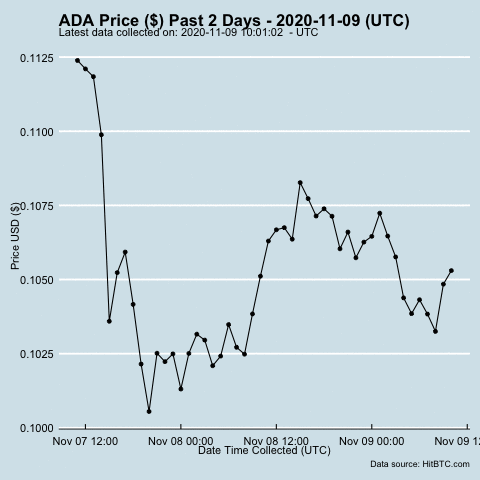 ADA Price ($) Past 2 Days - 2020-11-09 (UTC)
Latest data collected on: 2020-11-09 10:01:02 - UTC
0.1125
0.1100
0.1075
0.1050
0.1025
0.1000
Price USD ($)
Nov 07 12:00 Nov 08 00:00 Nov 08 12:00 Nov 09 00:00 Nov 09 12
Date Time Collected (UTC)
Data source: HitBTC.com